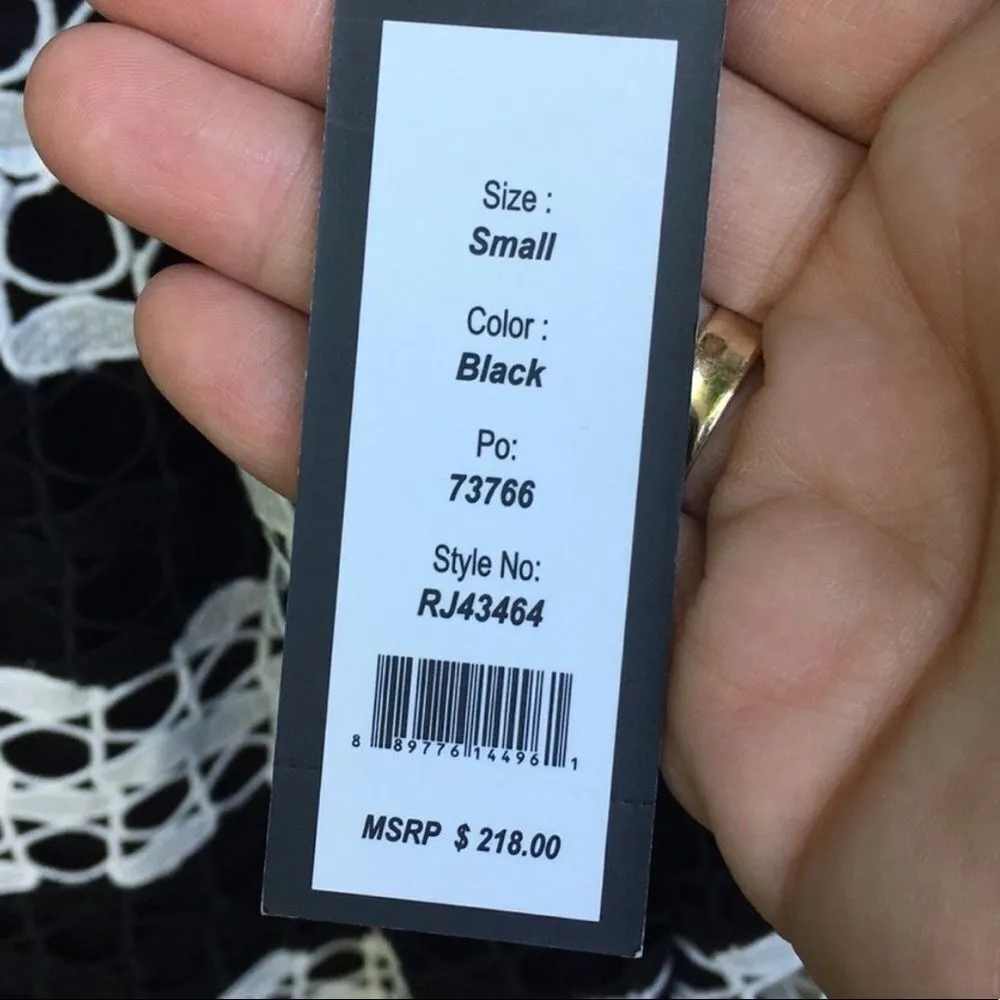 Size :
Small
Color :
Black
Po:
73766
Style No:
RJ43464
8 89776 14496 1
MSRP $ 218.00